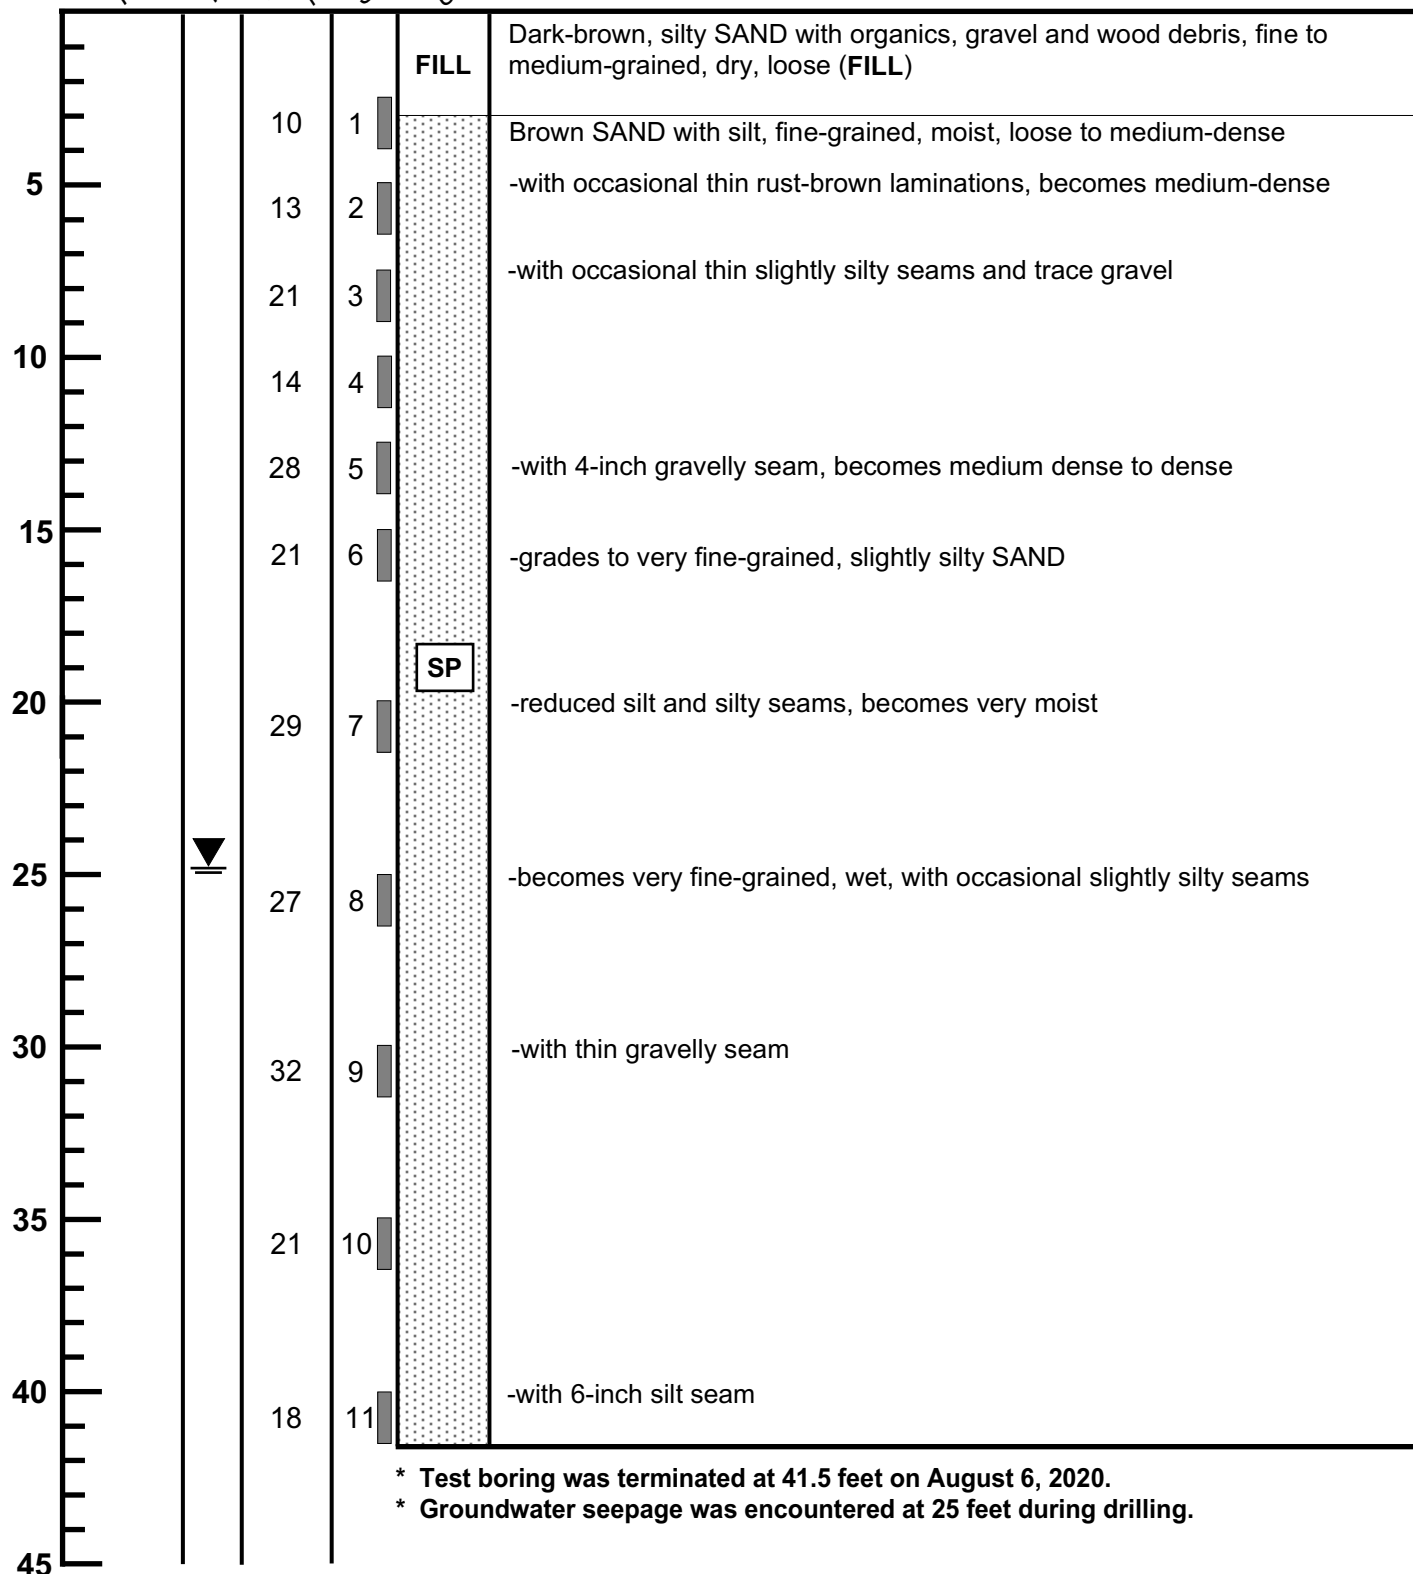 FILL
Dark-brown, silty SAND with organics, gravel and wood debris, fine to
medium-grained, dry, loose (FILL)
10 1
Brown SAND with silt, fine-grained, moist, loose to medium-dense
5
-with occasional thin rust-brown laminations, becomes medium-dense
13 2
-with occasional thin slightly silty seams and trace gravel
21 3
10
14 4
28 5
-with 4-inch gravelly seam, becomes medium dense to dense
15
21 6
-grades to very fine-grained, slightly silty SAND
SP
20
-reduced silt and silty seams, becomes very moist
29 7
25
-becomes very fine-grained, wet, with occasional slightly silty seams
27 8
30
-with thin gravelly seam
32 9
35
21 10
40
-with 6-inch silt seam
18 11
* Test boring was terminated at 41.5 feet on August 6, 2020.
* Groundwater seepage was encountered at 25 feet during drilling.
45